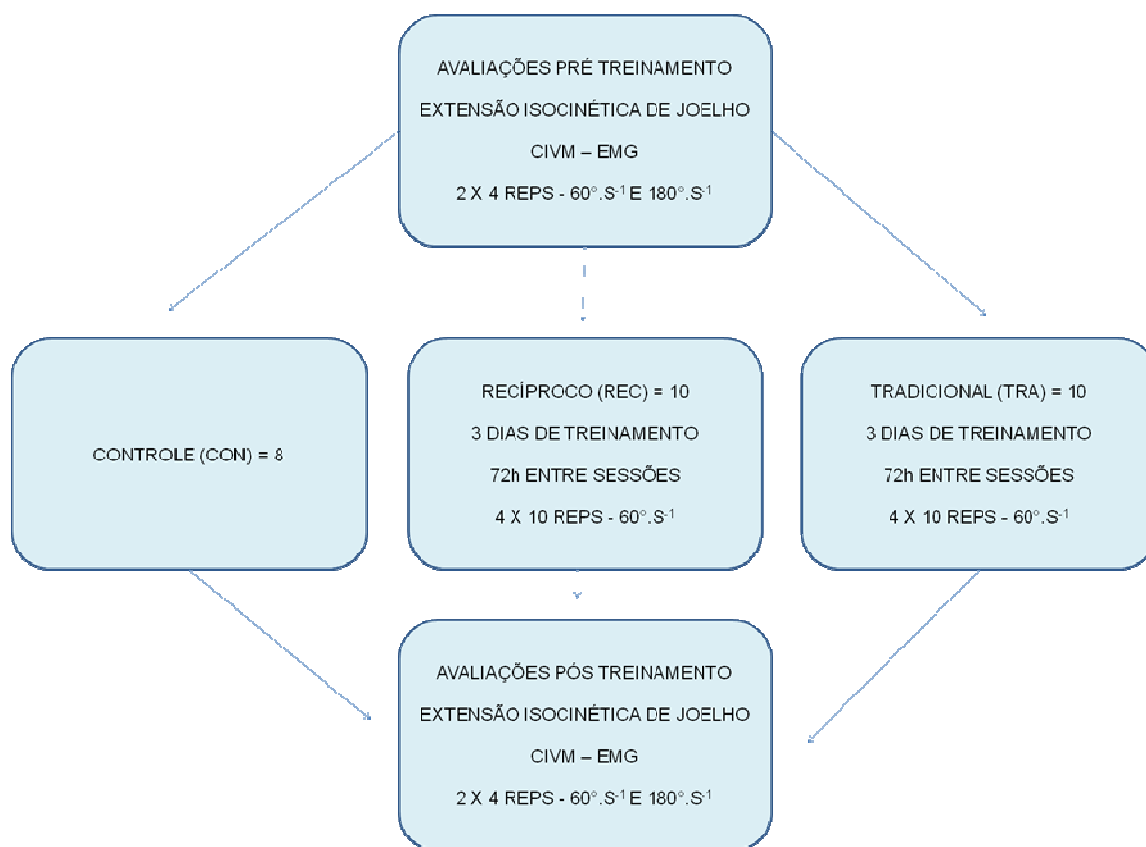 AVALIAÇÕES PRÉ TREINAMENTO
EXTENSÃO ISOCINÉTICA DE JOELHO
CIVM – EMG
2 X 4 REPS - 60°.S⁻¹ E 180°.S⁻¹
CONTROLE (CON) = 8
RECÍPROCO (REC) = 10
3 DIAS DE TREINAMENTO
72h ENTRE SESSÕES
4 X 10 REPS - 60°.S⁻¹
TRADICIONAL (TRA) = 10
3 DIAS DE TREINAMENTO
72h ENTRE SESSÕES
4 X 10 REPS - 60°.S⁻¹
AVALIAÇÕES PÓS TREINAMENTO
EXTENSÃO ISOCINÉTICA DE JOELHO
CIVM – EMG
2 X 4 REPS - 60°.S⁻¹ E 180°.S⁻¹